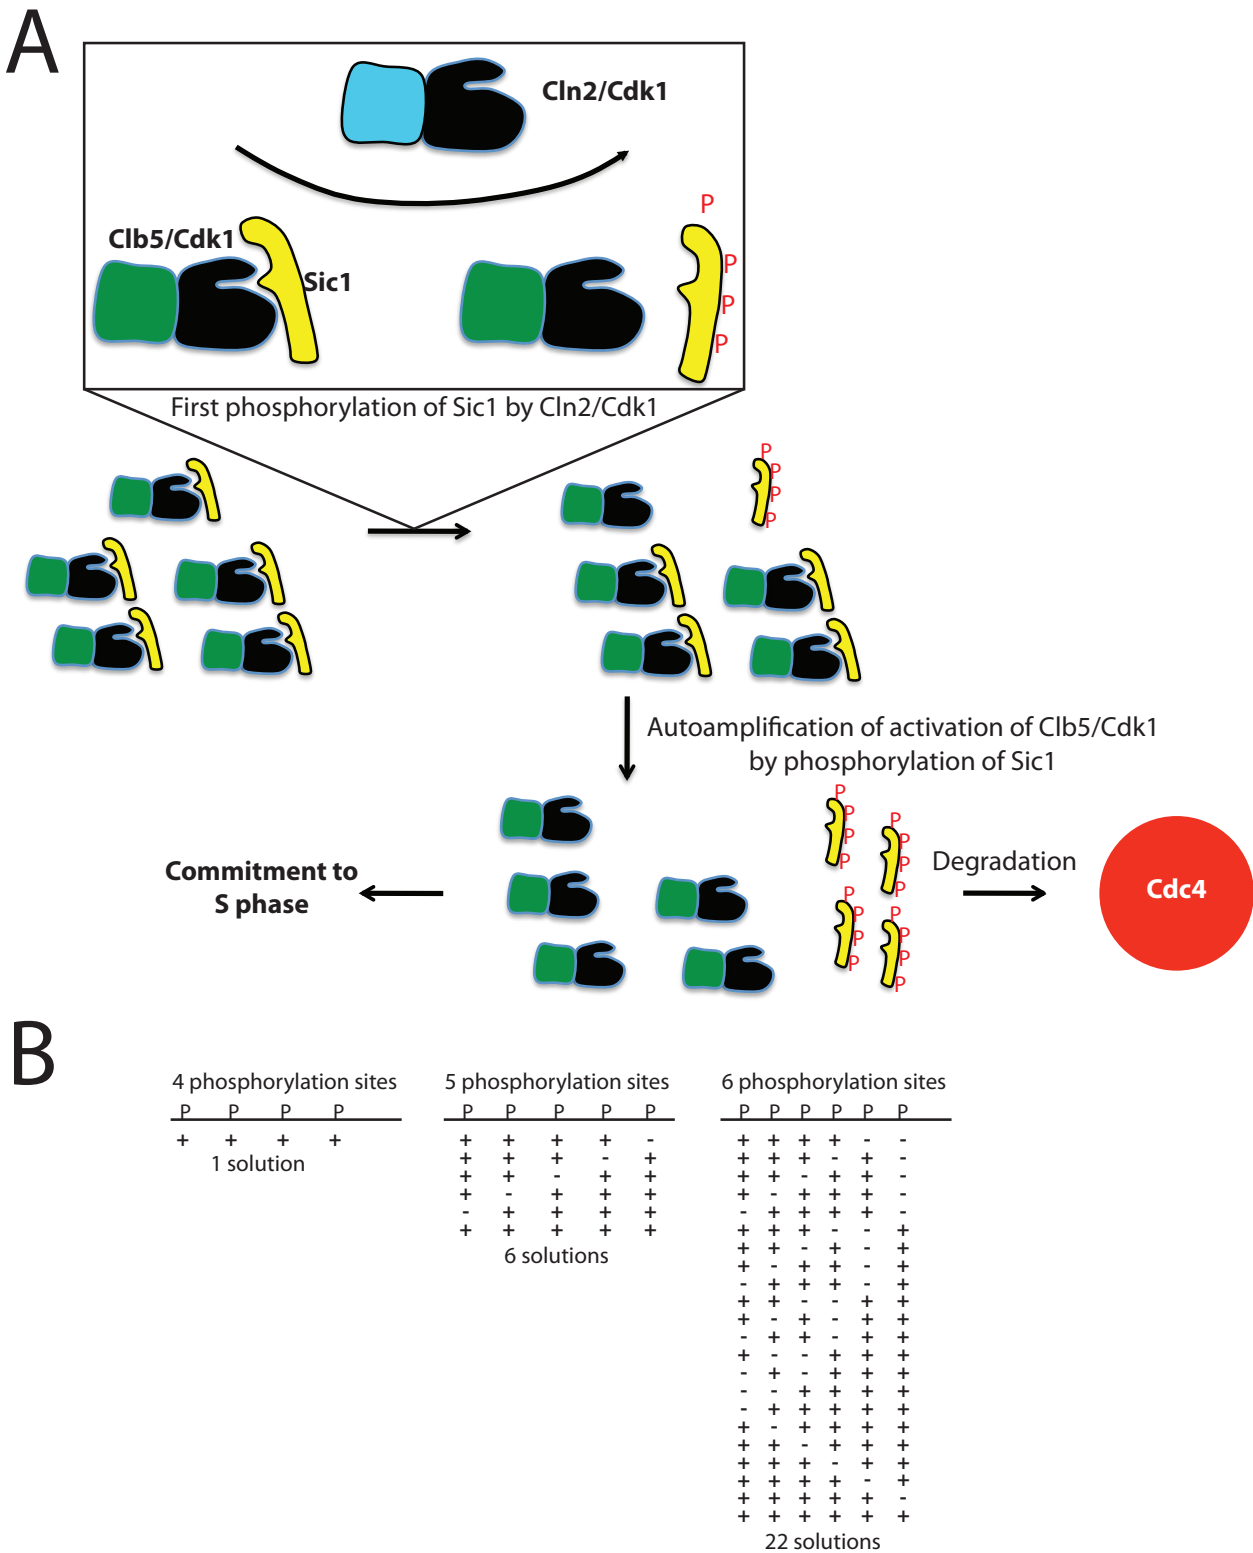 A
Cln2/Cdk1
P
Clb5/Cdk1
Sic1
P
P
P
First phosphorylation of Sic1 by Cln2/Cdk1
P
P
P
P
Autoamplification of activation of Clb5/Cdk1
by phosphorylation of Sic1
P
P
P
P
P
P
P
P
Commitment to
S phase
Degradation
Cdc4
P
P
P
P
P
P
P
P
B
4 phosphorylation sites
P P P P
+ + + +
1 solution
5 phosphorylation sites
P P P P P
+ + + + -
+ + + - +
+ + - + +
+ - + + +
- + + + +
+ + + + +
6 solutions
6 phosphorylation sites
P P P P P P
+ + + + - -
+ + + - + -
+ + - + + -
+ - + + + -
- + + + + -
+ + + - - +
+ + - + - +
+ - + + - +
- + + + - +
+ + - - + +
+ - + - + +
- + + - + +
+ - - + + +
- + - + + +
- - + + + +
- + + + + +
+ - + + + +
+ + - + + +
+ + + - + +
+ + + + - +
+ + + + + -
+ + + + + +
22 solutions